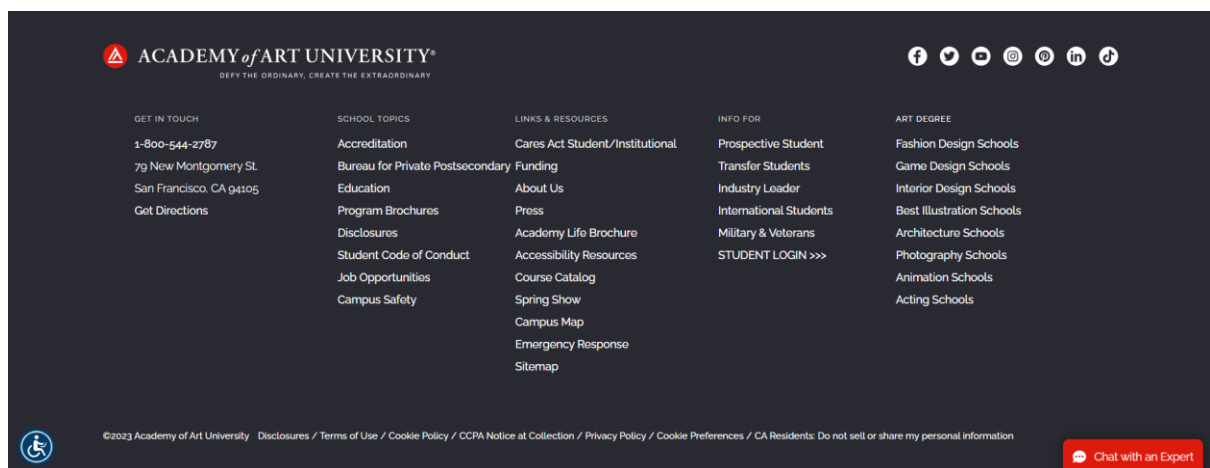 ACADEMY of ART UNIVERSITY®
DEFY THE ORDINARY, CREATE THE EXTRAORDINARY
GET IN TOUCH
1-800-544-2787
79 New Montgomery St.
San Francisco, CA 94105
Get Directions
SCHOOL TOPICS
Accreditation
Bureau for Private Postsecondary
Education
Program Brochures
Disclosures
Student Code of Conduct
Job Opportunities
Campus Safety
LINKS & RESOURCES
Cares Act Student/Institutional
Funding
About Us
Press
Academy Life Brochure
Accessibility Resources
Course Catalog
Spring Show
Campus Map
Emergency Response
Sitemap
INFO FOR
Prospective Student
Transfer Students
Industry Leader
International Students
Military & Veterans
STUDENT LOGIN >>>
ART DEGREE
Fashion Design Schools
Game Design Schools
Interior Design Schools
Best Illustration Schools
Architecture Schools
Photography Schools
Animation Schools
Acting Schools
©2023 Academy of Art University Disclosures / Terms of Use / Cookie Policy / CCPA Notice at Collection / Privacy Policy / Cookie Preferences / CA Residents: Do not sell or share my personal information
Chat with an Expert